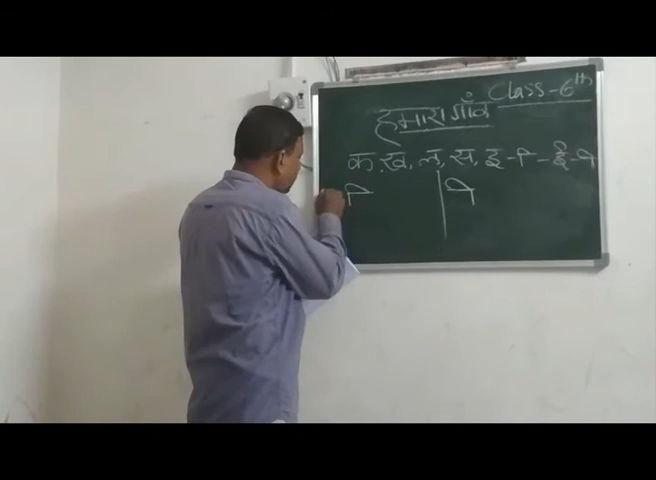 Class-6th
हमारा गाँव
क, ख, ल, स, इ-ि-ई-ी
ि ी